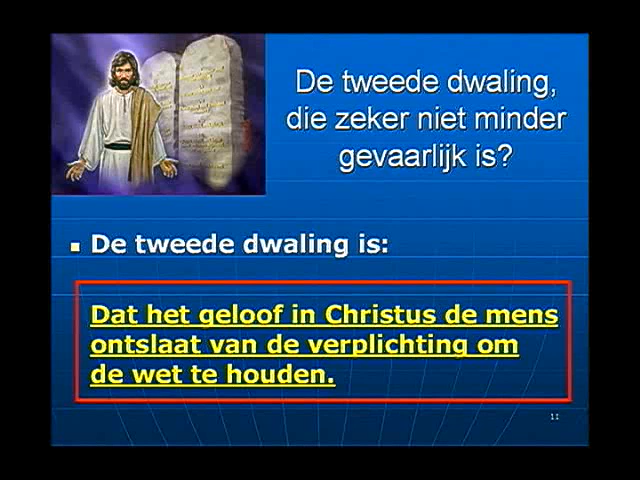 De tweede dwaling,
die zeker niet minder
gevaarlijk is?
De tweede dwaling is:
Dat het geloof in Christus de mens
ontslaat van de verplichting om
de wet te houden.